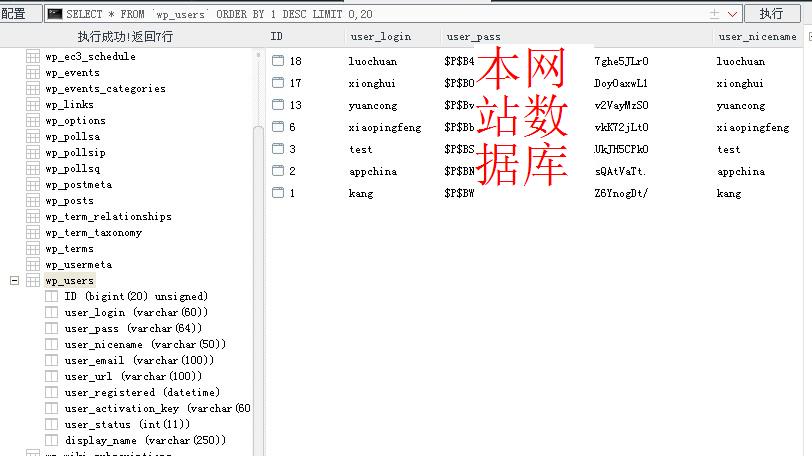 配置 SELECT * FROM `wp_users` ORDER BY 1 DESC LIMIT 0,20 执行
执行成功!返回7行
wp_ec3_schedule
wp_events
wp_events_categories
wp_links
wp_options
wp_pollsa
wp_pollsip
wp_pollsq
wp_postmeta
wp_posts
wp_term_relationships
wp_term_taxonomy
wp_terms
wp_usermeta
wp_users
ID (bigint(20) unsigned)
user_login (varchar(60))
user_pass (varchar(64))
user_nicename (varchar(50))
user_email (varchar(100))
user_url (varchar(100))
user_registered (datetime)
user_activation_key (varchar(60
user_status (int(11))
display_name (varchar(250))
ID user_login user_pass user_nicename
18 luochuan $P$B4 7ghe5JLr0 luochuan
17 xionghui $P$B0 DoyOaxwL1 xionghui
13 yuancong $P$Bv v2VayMzS0 yuancong
6 xiaopingfeng $P$Bb vkK72jLt0 xiaopingfeng
3 test $P$BS UkJH5CPk0 test
2 appchina $P$BN sQAtVaTt. appchina
1 kang $P$BW Z6YnogDt/ kang
本网
站数
据库